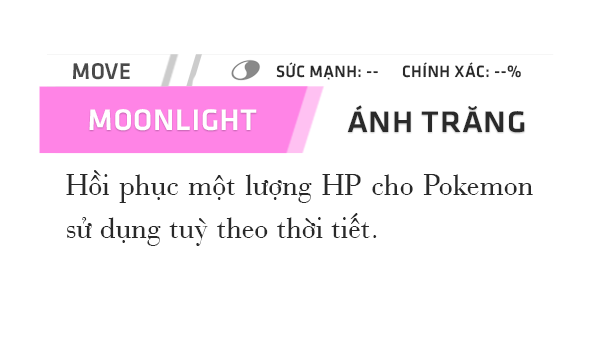 MOVE SỨC MẠNH: -- CHÍNH XÁC: --%
MOONLIGHT ÁNH TRĂNG
Hồi phục một lượng HP cho Pokemon
sử dụng tuỳ theo thời tiết.